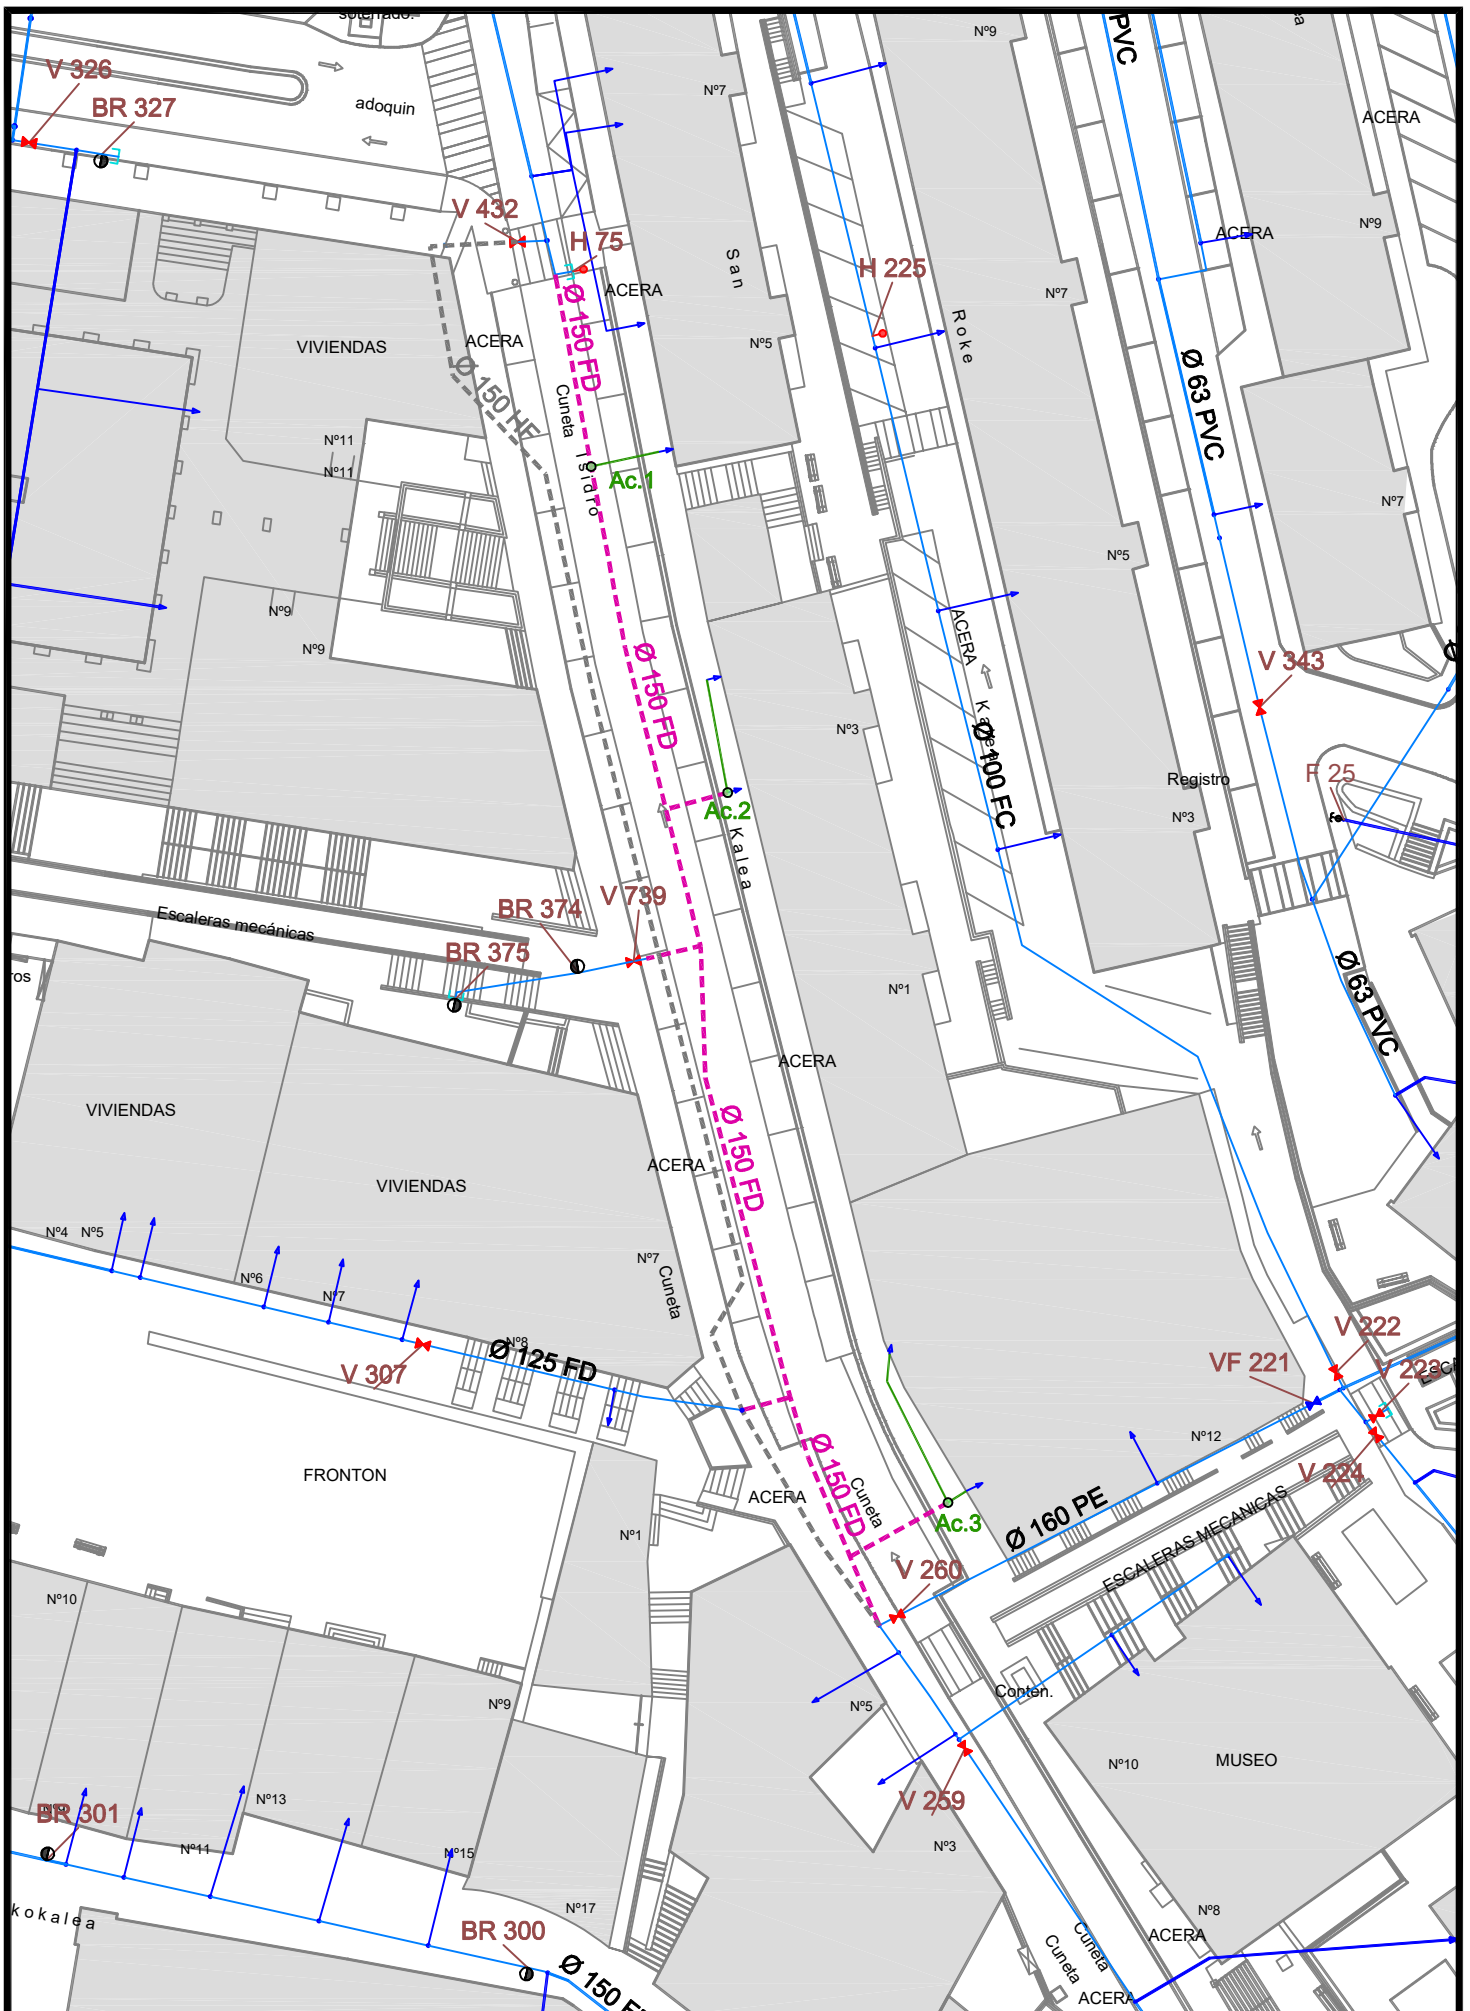 soterrado.
PVC
Nº9
V 326
Nº7
BR 327
adoquin
ACERA
V 432
H 75
San
H 225
ACERA
Nº9
ACERA
Nº7
Ø 150 FD
Roke
VIVIENDAS
ACERA
Nº5
Ø 150 HF
Ø 63 PVC
Cuneta
Nº11
Nº11
Isidro
Ac.1
Nº7
Nº5
Nº9
ACERA
Nº9
Ø 150 FD
V 343
Kalea
Nº3
Ø 100 FC
Registro
F 25
Ac.2
Nº3
Kalea
V 739
BR 374
Escaleras mecánicas
BR 375
ros
Nº1
Ø 63 PVC
ACERA
VIVIENDAS
Ø 150 FD
ACERA
VIVIENDAS
Nº4
Nº5
Nº7
Cuneta
Nº6
Nº7
V 222
Nº8
Ø 125 FD
V 307
VF 221
V 223
Nº12
Ø 150 FD
FRONTON
V 224
ACERA
Cuneta
Ø 160 PE
ESCALERAS MECANICAS
Ac.3
Nº1
V 260
Nº10
Conten.
Nº9
Nº5
Nº10
MUSEO
V 259
Nº13
BR 301
Nº3
Nº11
Nº15
Nº17
Nº8
kokalea
BR 300
Cuneta
ACERA
Cuneta
Ø 150 F
ACERA